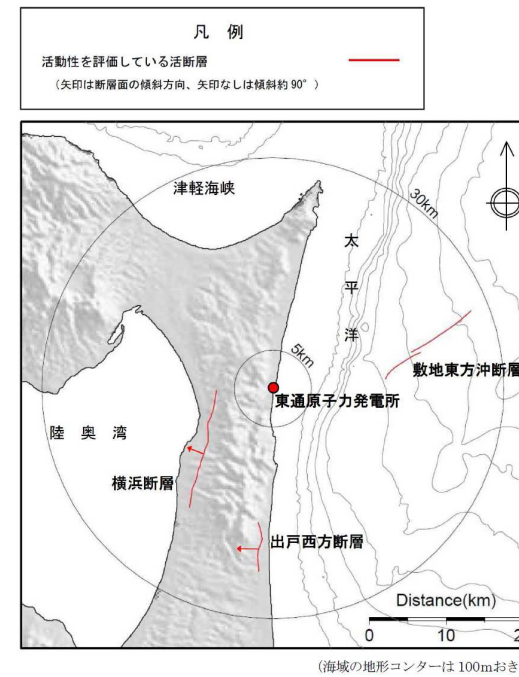 凡 例
活動性を評価している活断層
(矢印は断層面の傾斜方向、矢印なしは傾斜約90°)
津軽海峡
30km
太平洋
5km
敷地東方沖断層
東通原子力発電所
陸奥湾
横浜断層
出戸西方断層
Distance(km)
0 10 2
(海域の地形コンターは100mおき